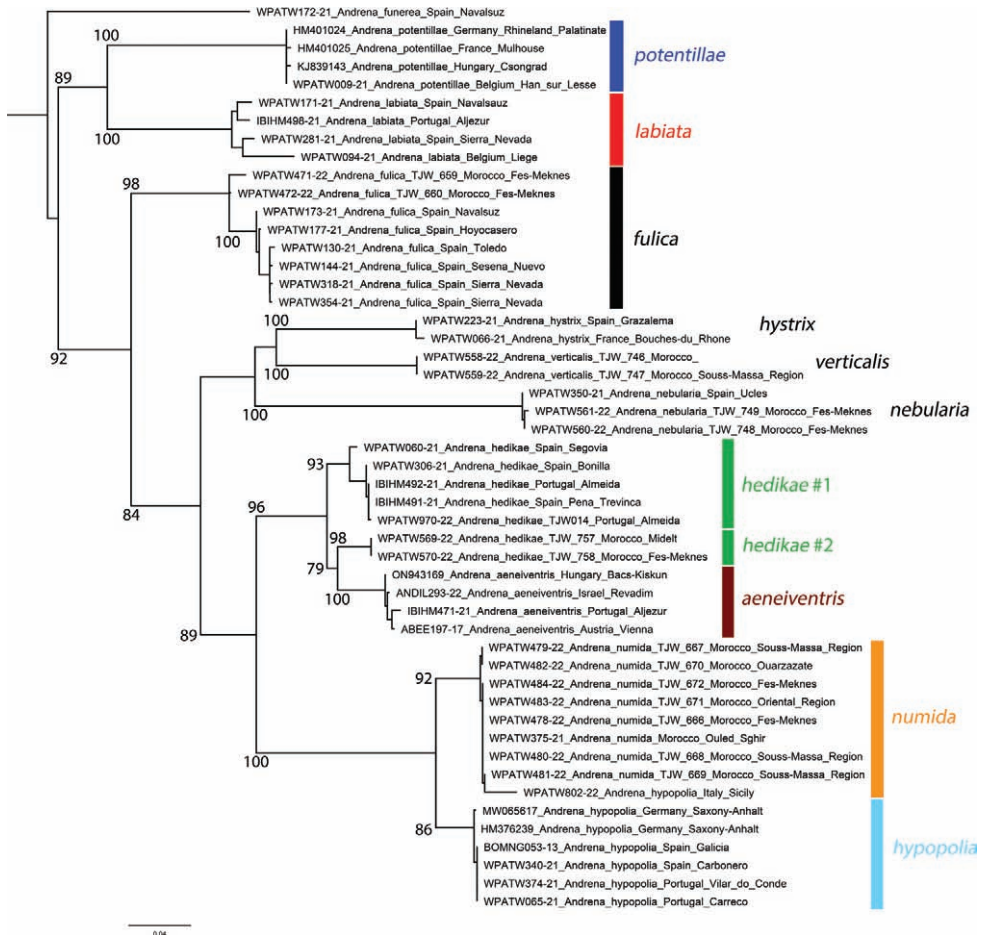 WPATW172-21_Andrena_funerea_Spain_Navalsuz
HM401024_Andrena_potentillae_Germany_Rhineland_Palatinate
100
HM401025_Andrena_potentillae_France_Mulhouse
potentillae
KJ839143_Andrena_potentillae_Hungary_Csongrad
89
WPATW009-21_Andrena_potentillae_Belgium_Han_sur_Lesse
WPATW171-21_Andrena_labiata_Spain_Navalsauz
IBIHM498-21_Andrena_labiata_Portugal_Aljezur
labiata
100
WPATW281-21_Andrena_labiata_Spain_Sierra_Nevada
WPATW094-21_Andrena_labiata_Belgium_Liege
WPATW471-22_Andrena_fulica_TJW_659_Morocco_Fes-Meknes
98
WPATW472-22_Andrena_fulica_TJW_660_Morocco_Fes-Meknes
WPATW173-21_Andrena_fulica_Spain_Navalsuz
WPATW177-21_Andrena_fulica_Spain_Hoyocasero
fulica
100
WPATW130-21_Andrena_fulica_Spain_Toledo
WPATW144-21_Andrena_fulica_Spain_Sesena_Nuevo
WPATW318-21_Andrena_fulica_Spain_Sierra_Nevada
WPATW354-21_Andrena_fulica_Spain_Sierra_Nevada
100
WPATW223-21_Andrena_hystrix_Spain_Grazalema
hystrix
WPATW066-21_Andrena_hystrix_France_Bouches-du_Rhone
92
WPATW558-22_Andrena_verticalis_TJW_746_Morocco_
verticalis
100
WPATW559-22_Andrena_verticalis_TJW_747_Morocco_Souss-Massa_Region
WPATW350-21_Andrena_nebularia_Spain_Ucles
100
WPATW561-22_Andrena_nebularia_TJW_749_Morocco_Fes-Meknes
nebularia
WPATW560-22_Andrena_nebularia_TJW_748_Morocco_Fes-Meknes
WPATW060-21_Andrena_hedikae_Spain_Segovia
93
WPATW306-21_Andrena_hedikae_Spain_Bonilla
IBIHM492-21_Andrena_hedikae_Portugal_Almeida
hedikae #1
IBIHM491-21_Andrena_hedikae_Spain_Pena_Trevinca
96
84
WPATW970-22_Andrena_hedikae_TJW014_Portugal_Almeida
98
WPATW569-22_Andrena_hedikae_TJW_757_Morocco_Midelt
hedikae #2
WPATW570-22_Andrena_hedikae_TJW_758_Morocco_Fes-Meknes
79
ON943169_Andrena_aeneiventris_Hungary_Bacs-Kiskun
100
ANDIL293-22_Andrena_aeneiventris_Israel_Revadim
aeneiventris
IBIHM471-21_Andrena_aeneiventris_Portugal_Aljezur
ABEE197-17_Andrena_aeneiventris_Austria_Vienna
89
WPATW479-22_Andrena_numida_TJW_667_Morocco_Souss-Massa_Region
WPATW482-22_Andrena_numida_TJW_670_Morocco_Ouarzazate
92
WPATW484-22_Andrena_numida_TJW_672_Morocco_Fes-Meknes
WPATW483-22_Andrena_numida_TJW_671_Morocco_Oriental_Region
WPATW478-22_Andrena_numida_TJW_666_Morocco_Fes-Meknes
numida
WPATW375-21_Andrena_numida_Morocco_Ouled_Sghir
WPATW480-22_Andrena_numida_TJW_668_Morocco_Souss-Massa_Region
100
WPATW481-22_Andrena_numida_TJW_669_Morocco_Souss-Massa_Region
WPATW802-22_Andrena_hypopolia_Italy_Sicily
MW065617_Andrena_hypopolia_Germany_Saxony-Anhalt
86
HM376239_Andrena_hypopolia_Germany_Saxony-Anhalt
BOMNG053-13_Andrena_hypopolia_Spain_Galicia
hypopolia
WPATW340-21_Andrena_hypopolia_Spain_Carbonero
WPATW374-21_Andrena_hypopolia_Portugal_Vilar_do_Conde
WPATW065-21_Andrena_hypopolia_Portugal_Carreco
0.04